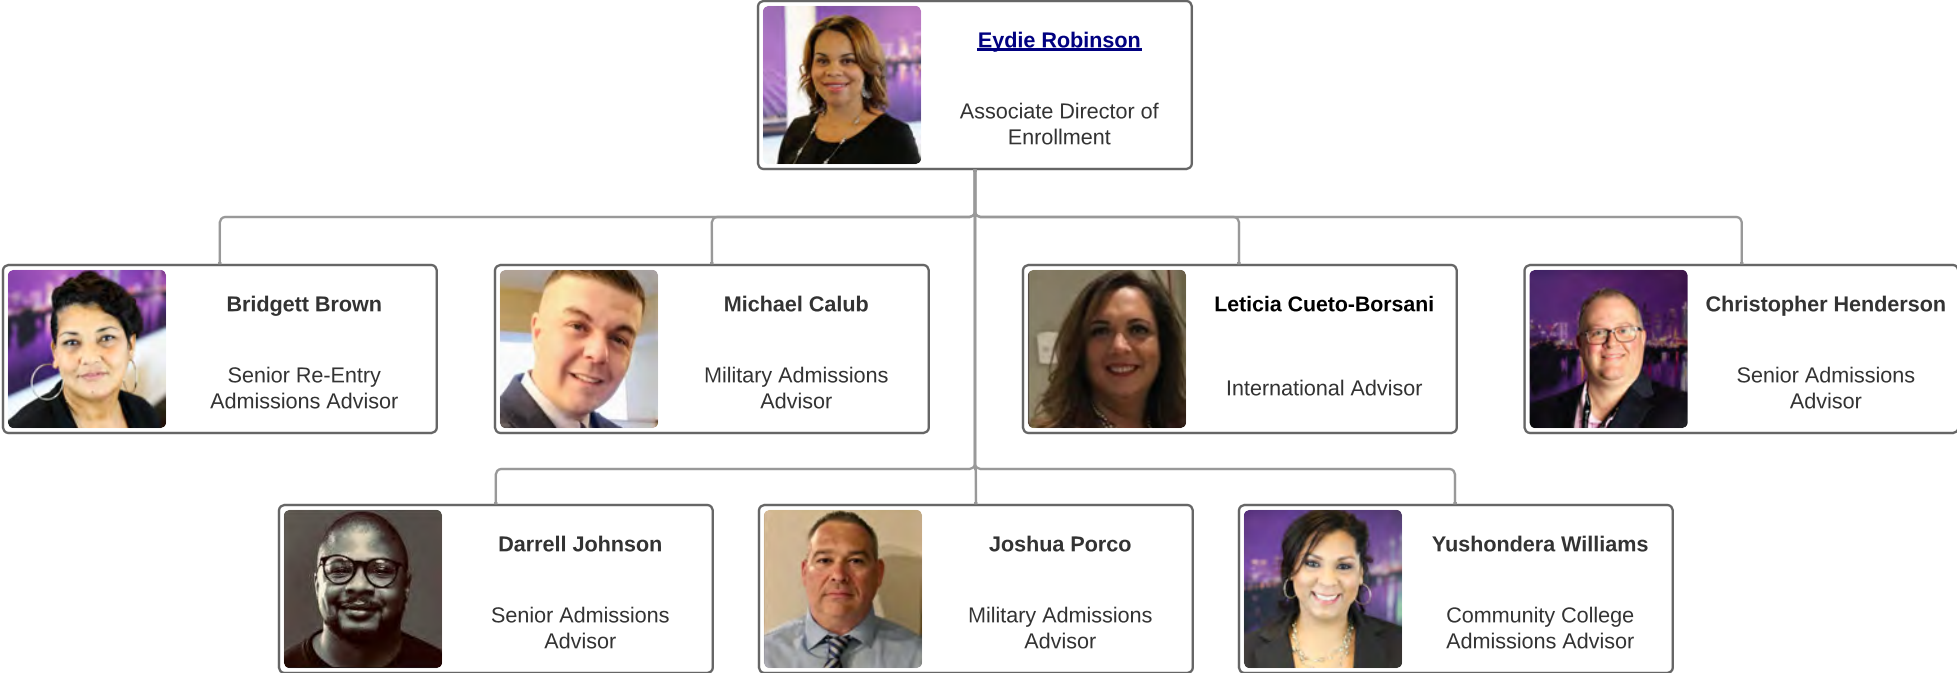 Eydie Robinson
Associate Director of
Enrollment
Bridgett Brown
Senior Re-Entry
Admissions Advisor
Michael Calub
Military Admissions
Advisor
Leticia Cueto-Borsani
International Advisor
Christopher Henderson
Senior Admissions
Advisor
Darrell Johnson
Senior Admissions
Advisor
Joshua Porco
Military Admissions
Advisor
Yushondera Williams
Community College
Admissions Advisor